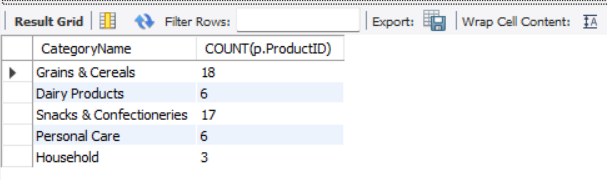 Result Grid Filter Rows: Export: Wrap Cell Content: IA
CategoryName COUNT(p.ProductID)
Grains & Cereals 18
Dairy Products 6
Snacks & Confectioneries 17
Personal Care 6
Household 3